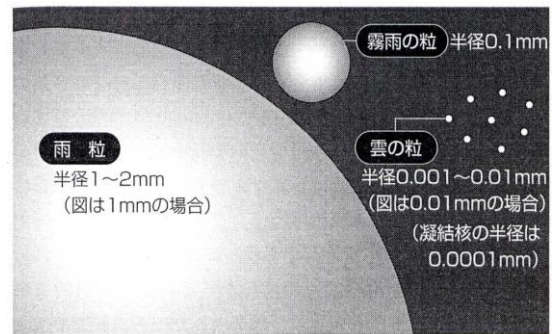 霧雨の粒 半径0.1mm
雨 粒
半径1〜2mm
(図は1mmの場合)
雲の粒
半径0.001〜0.01mm
(図は0.01mmの場合)
(凝結核の半径は
0.0001mm)